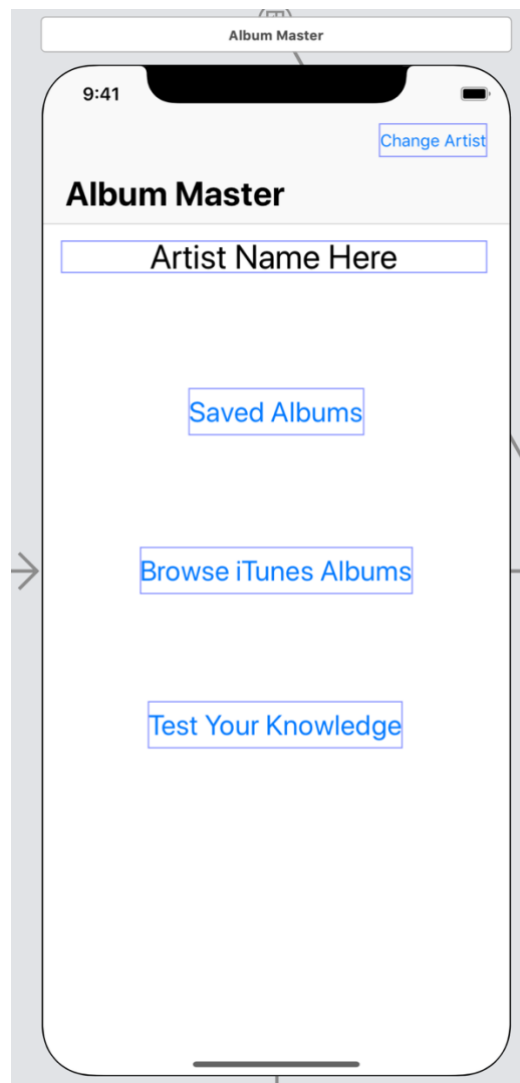 Album Master
9:41
Change Artist
Album Master
Artist Name Here
Saved Albums
Browse iTunes Albums
Test Your Knowledge